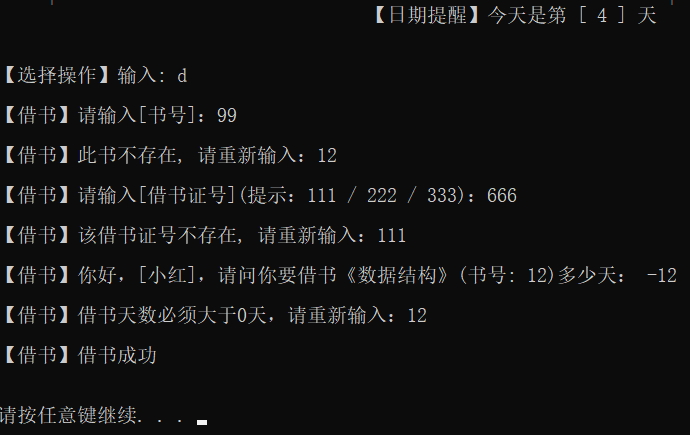 【日期提醒】今天是第 [ 4 ] 天
【选择操作】输入: d
【借书】请输入[书号]：99
【借书】此书不存在, 请重新输入：12
【借书】请输入[借书证号](提示：111 / 222 / 333)：666
【借书】该借书证号不存在, 请重新输入：111
【借书】你好，[小红]，请问你要借书《数据结构》(书号: 12)多少天： -12
【借书】借书天数必须大于0天，请重新输入：12
【借书】借书成功
请按任意键继续. . .